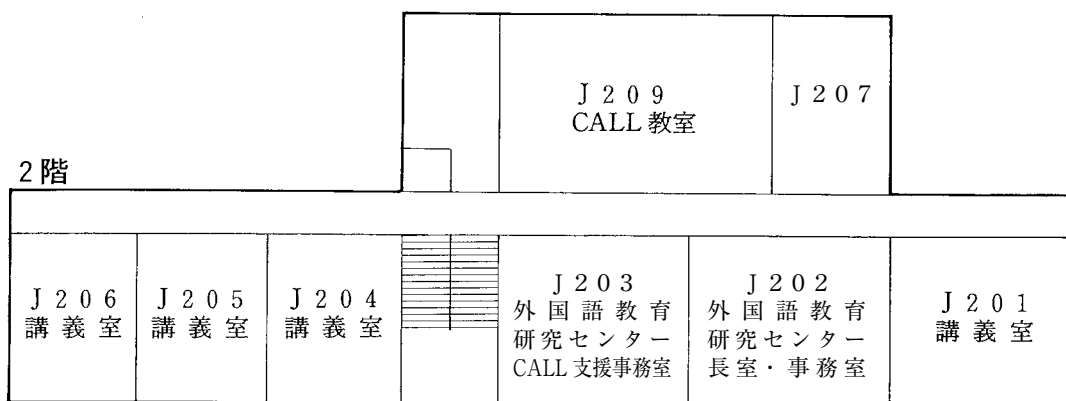 J209
CALL教室
J207
2階
J206
講義室
J205
講義室
J204
講義室
J203
外国語教育
研究センター
CALL支援事務室
J202
外国語教育
研究センター
長室・事務室
J201
講義室